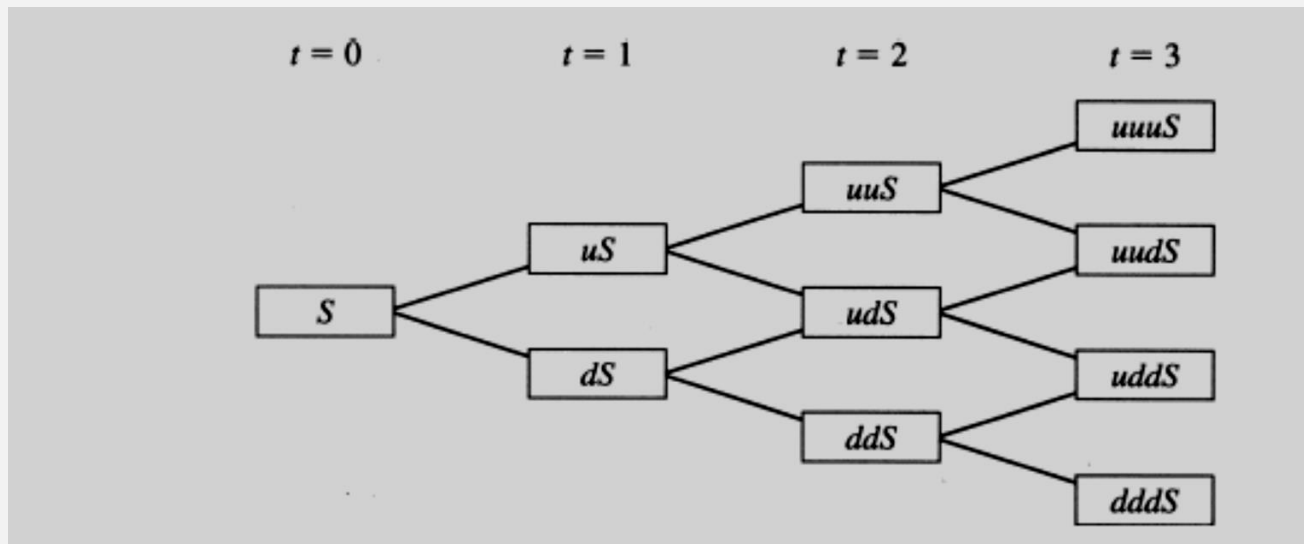 t = 0 t = 1 t = 2 t = 3
uuuS
uuS
uS uudS
S udS
dS uddS
ddS
dddS